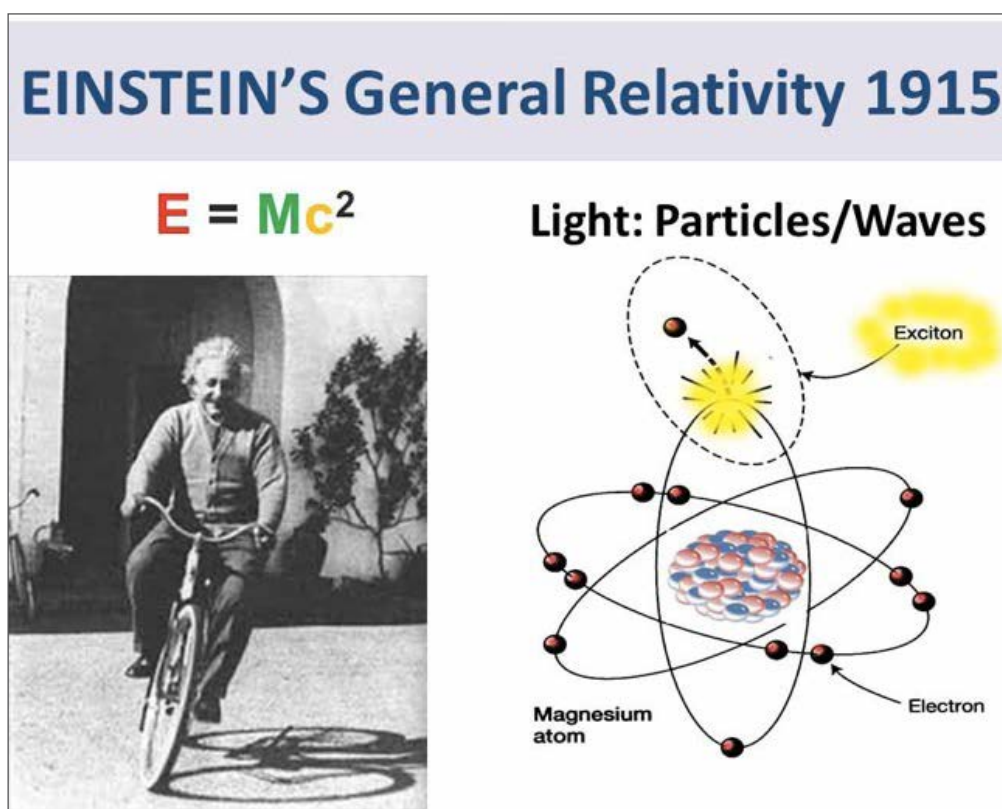 EINSTEIN'S General Relativity 1915
E = Mc²
Light: Particles/Waves
Exciton
Electron
Magnesium
atom